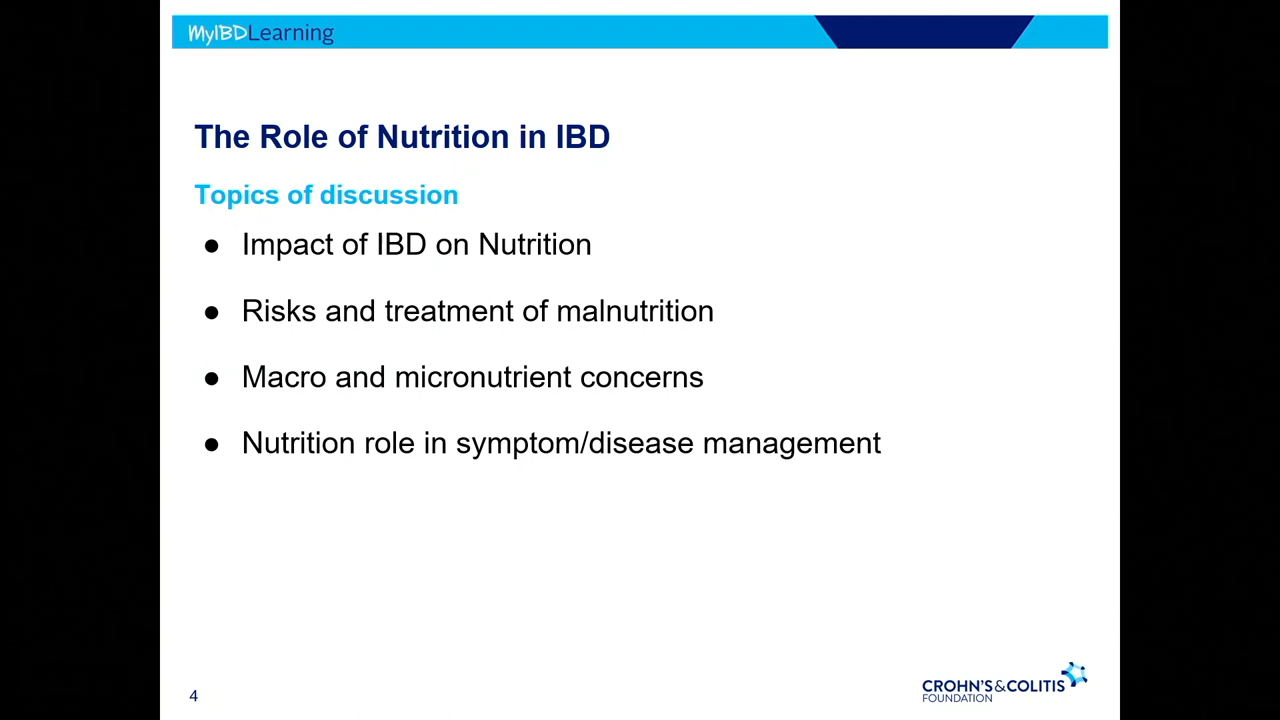 MyIBDLearning
The Role of Nutrition in IBD
Topics of discussion
● Impact of IBD on Nutrition
● Risks and treatment of malnutrition
● Macro and micronutrient concerns
● Nutrition role in symptom/disease management
4
CROHN'S&COLITIS
FOUNDATION